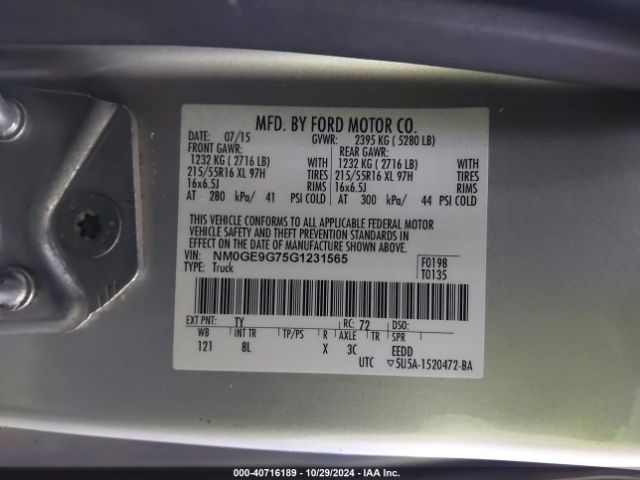 MFD. BY FORD MOTOR CO.
DATE: 07/15 GVWR: 2395 KG ( 5280 LB)
FRONT GAWR: REAR GAWR:
1232 KG ( 2716 LB) WITH 1232 KG ( 2716 LB) WITH
215/55R16 XL 97H TIRES 215/55R16 XL 97H TIRES
16x6.5J RIMS 16x6.5J RIMS
AT 280 kPa/ 41 PSI COLD AT 300 kPa/ 44 PSI COLD
THIS VEHICLE CONFORMS TO ALL APPLICABLE FEDERAL MOTOR
VEHICLE SAFETY AND THEFT PREVENTION STANDARDS IN
EFFECT ON THE DATE OF MANUFACTURE SHOWN ABOVE.
VIN: NM0GE9G75G1231565 F0198
TYPE: Truck T0135
EXT PNT: TY RC: 72 DSO:
WB INT TR TP/PS R AXLE TR SPR
121 8L X 3C EEDD
UTC ▽5U5A-1520472-BA
000-40716189 - 10/29/2024 - IAA Inc.